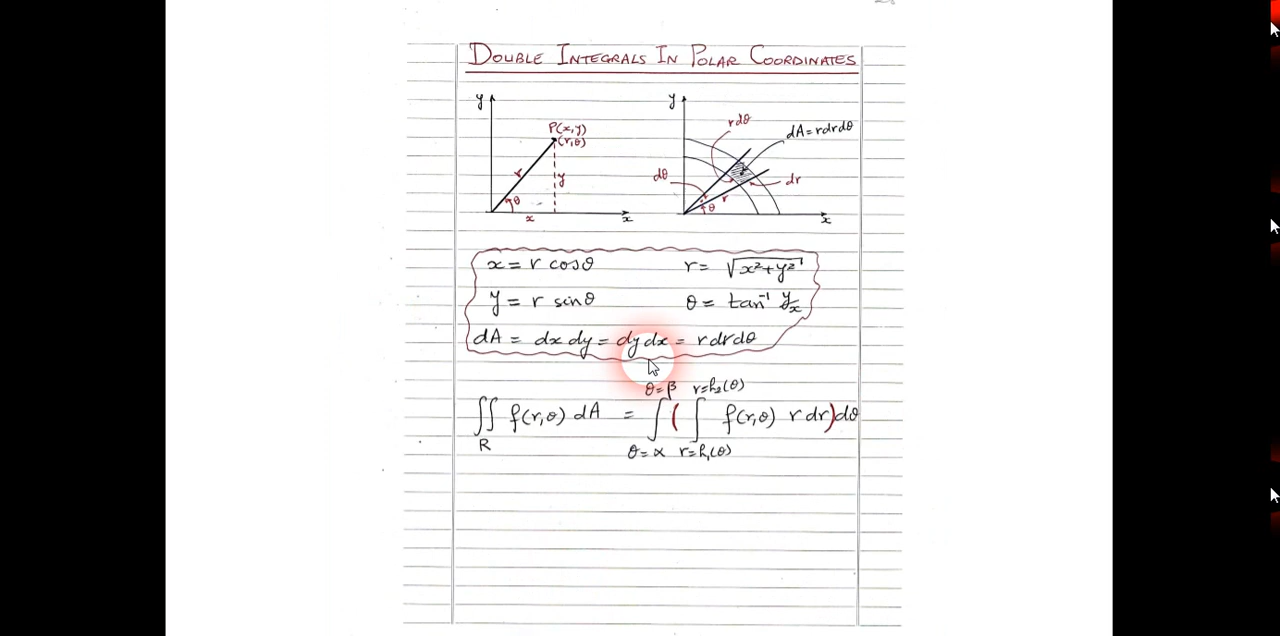 DOUBLE INTEGRALS IN POLAR COORDINATES
y
P(x,y)
(r,θ)
r
y
θ
x
x
y
rdθ
dA=rdrdθ
dθ
dr
r
θ
x
x = r cosθ r = √x²+y²
y = r sinθ θ = tan⁻¹ y/x
dA = dx dy = dy dx = r dr dθ
θ=β r=h₂(θ)
∬ f(r,θ) dA = ∫ ( ∫ f(r,θ) r dr) dθ
R θ=α r=h₁(θ)